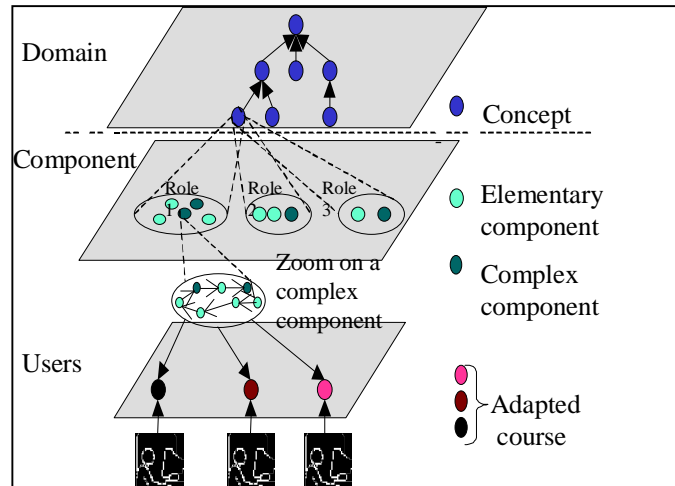 Domain
Concept
Component
Role
1
Role
2
Role
3
Elementary
component
Zoom on a
complex
component
Complex
component
Users
Adapted
course